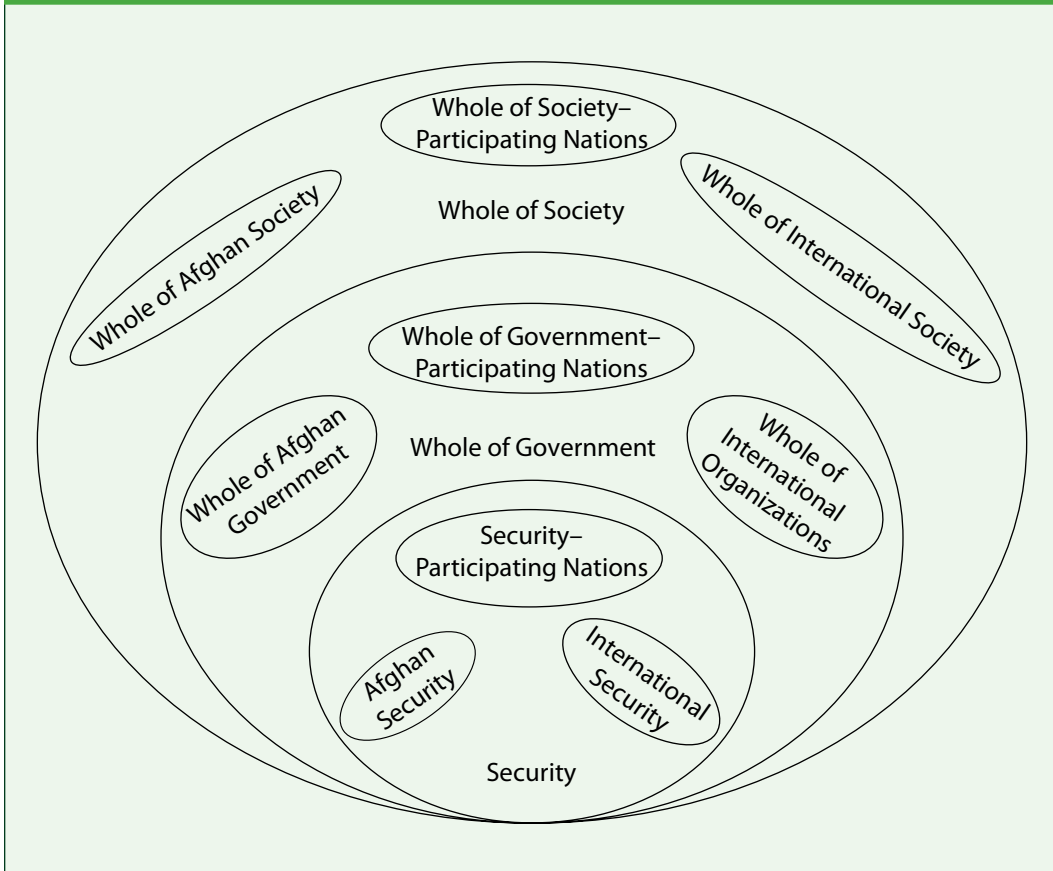 Whole of Society–
Participating Nations
Whole of Afghan Society
Whole of International Society
Whole of Society
Whole of Government–
Participating Nations
Whole of Afghan
Government
Whole of
International
Organizations
Whole of Government
Security–
Participating Nations
Afghan
Security
International
Security
Security